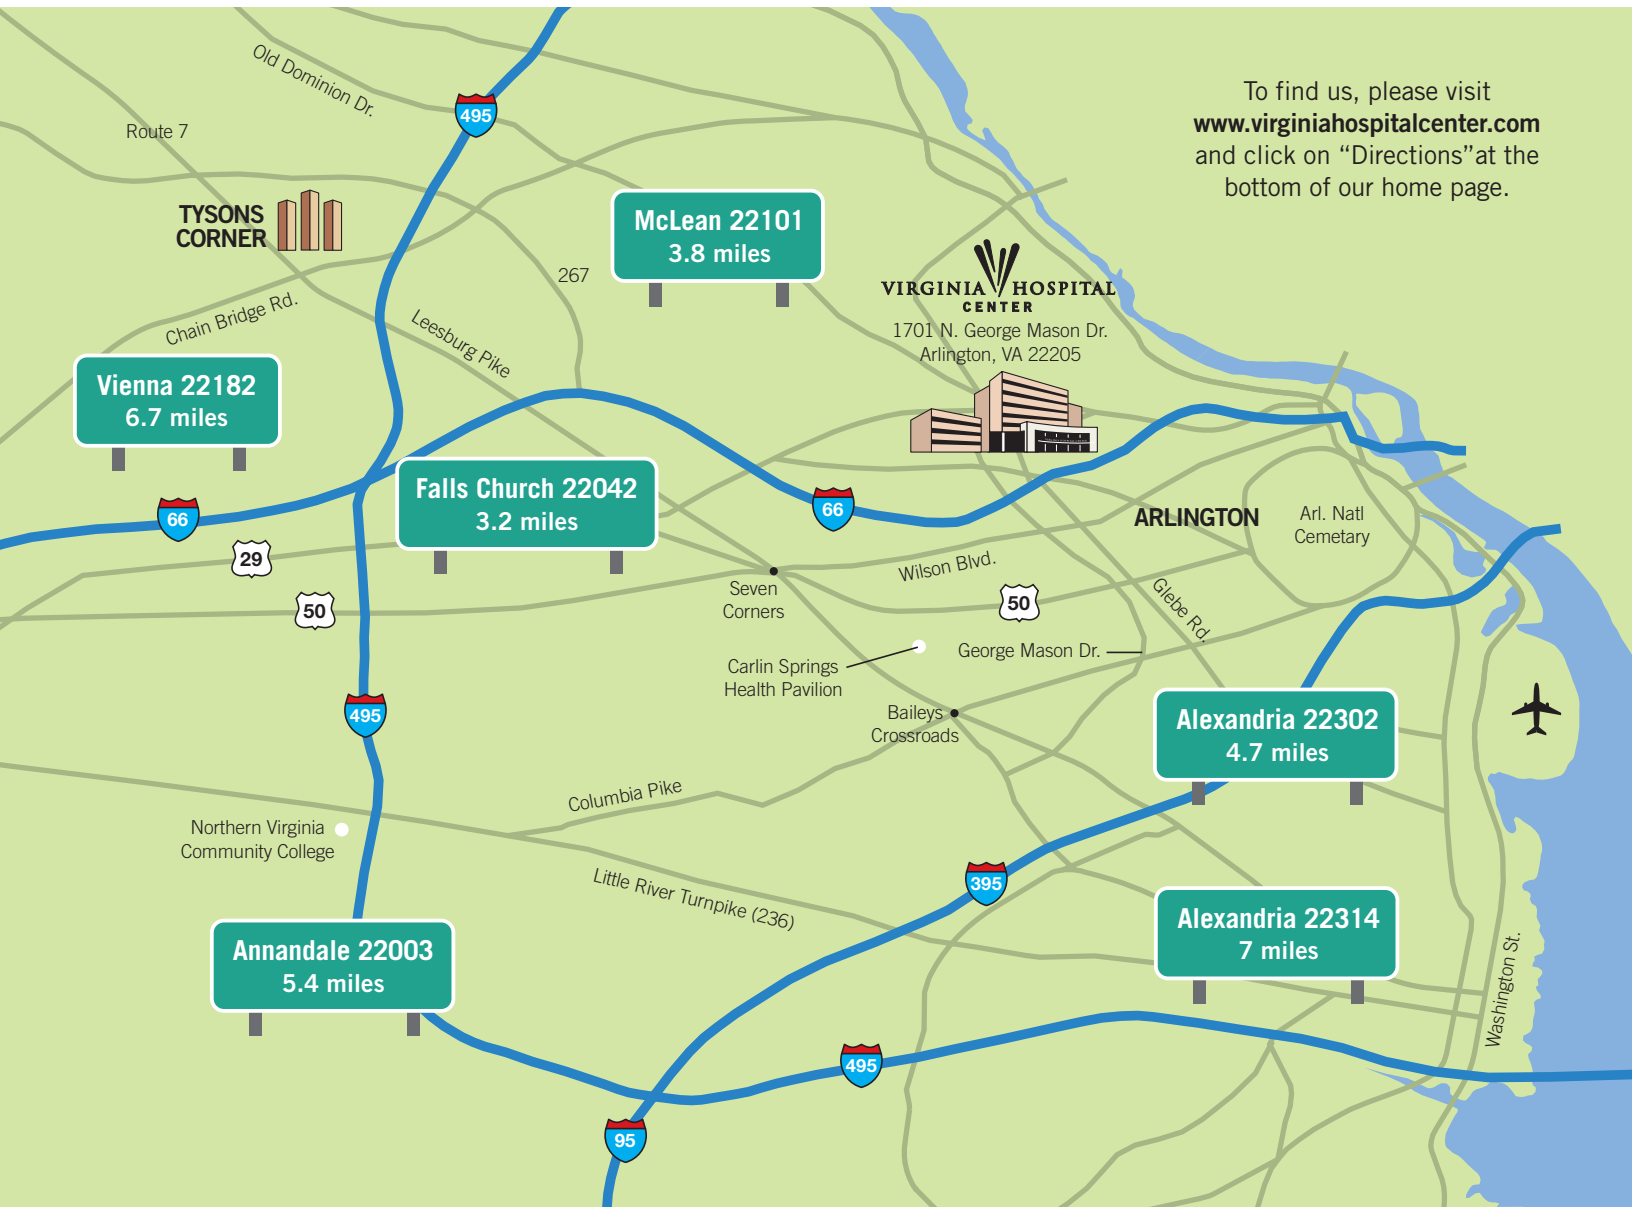 To find us, please visit
www.virginiahospitalcenter.com
and click on “Directions”at the
bottom of our home page.
Old Dominion Dr.
495
Route 7
TYSONS
CORNER
McLean 22101
3.8 miles
267
VIRGINIA HOSPITAL
CENTER
1701 N. George Mason Dr.
Arlington, VA 22205
Chain Bridge Rd.
Leesburg Pike
Vienna 22182
6.7 miles
Falls Church 22042
3.2 miles
66
66
ARLINGTON
Arl. Natl
Cemetary
29
50
Seven
Corners
Wilson Blvd.
50
Glebe Rd.
George Mason Dr.
Carlin Springs
Health Pavilion
495
Baileys
Crossroads
Alexandria 22302
4.7 miles
Columbia Pike
Northern Virginia
Community College
Little River Turnpike (236)
395
Annandale 22003
5.4 miles
Alexandria 22314
7 miles
Washington St.
495
95